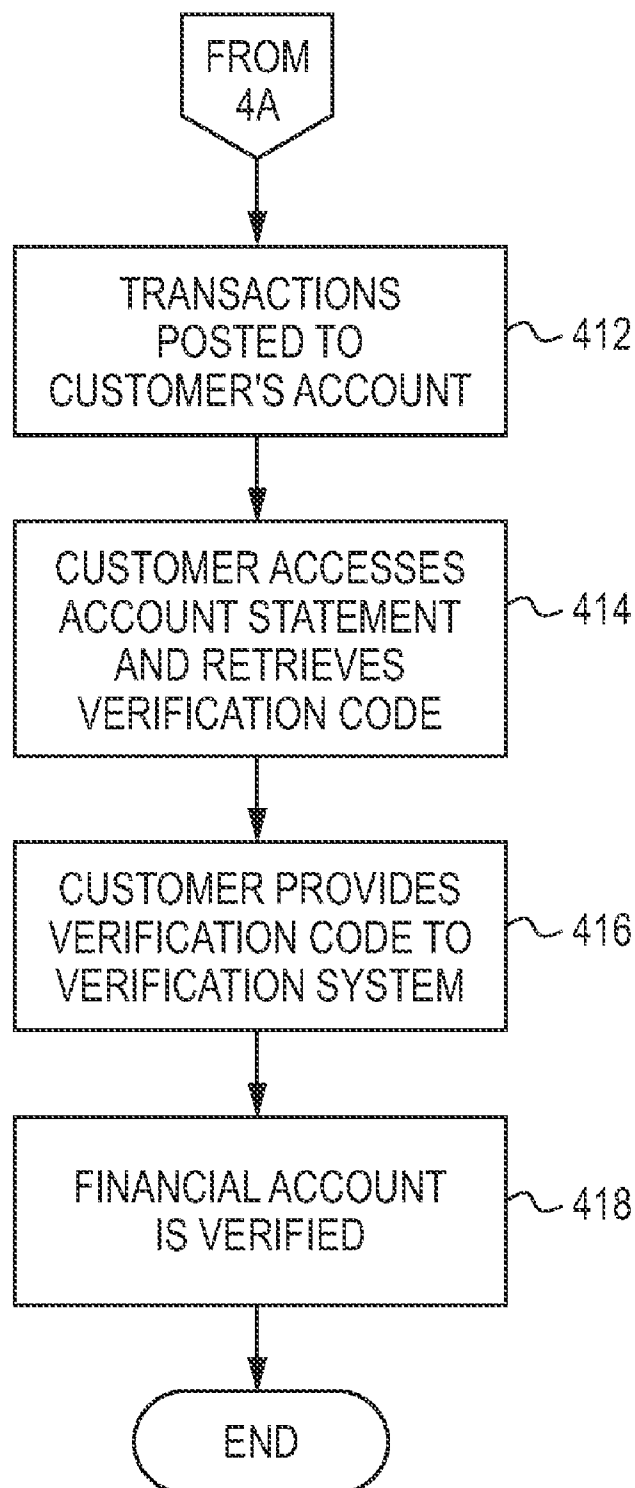 FROM
4A
TRANSACTIONS
POSTED TO
CUSTOMER'S ACCOUNT
412
CUSTOMER ACCESSES
ACCOUNT STATEMENT
AND RETRIEVES
VERIFICATION CODE
414
CUSTOMER PROVIDES
VERIFICATION CODE TO
VERIFICATION SYSTEM
416
FINANCIAL ACCOUNT
IS VERIFIED
418
END